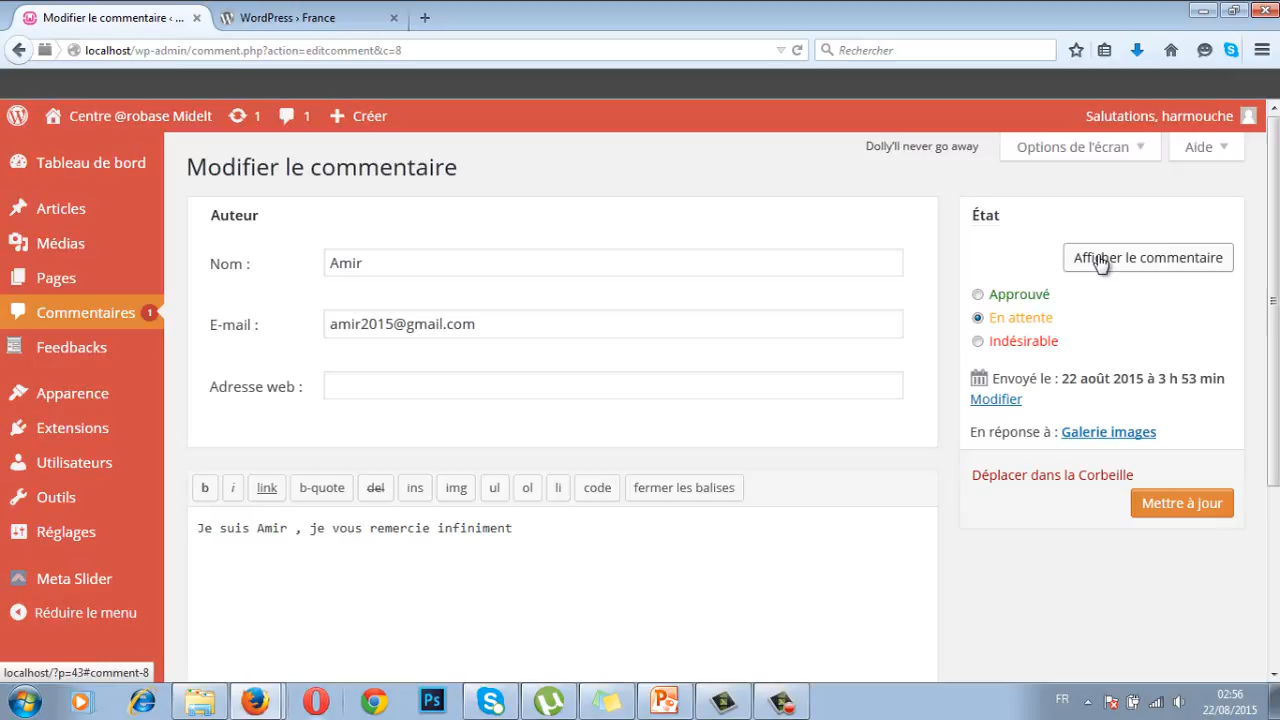 Modifier le commentaire ‹ ...
WordPress › France
localhost/wp-admin/comment.php?action=editcomment&c=8
Rechercher
Centre @robase Midelt
1
1
Créer
Salutations, harmouche
Dolly'll never go away
Options de l'écran
Aide
Tableau de bord
Articles
Médias
Pages
Commentaires 1
Feedbacks
Apparence
Extensions
Utilisateurs
Outils
Réglages
Meta Slider
Réduire le menu
Modifier le commentaire
Auteur
Nom :
Amir
E-mail :
amir2015@gmail.com
Adresse web :
b
i
link
b-quote
del
ins
img
ul
ol
li
code
fermer les balises
Je suis Amir , je vous remercie infiniment
État
Afficher le commentaire
Approuvé
En attente
Indésirable
Envoyé le : 22 août 2015 à 3 h 53 min
Modifier
En réponse à : Galerie images
Déplacer dans la Corbeille
Mettre à jour
localhost/?p=43#comment-8
Ps
FR
02:56
22/08/2015